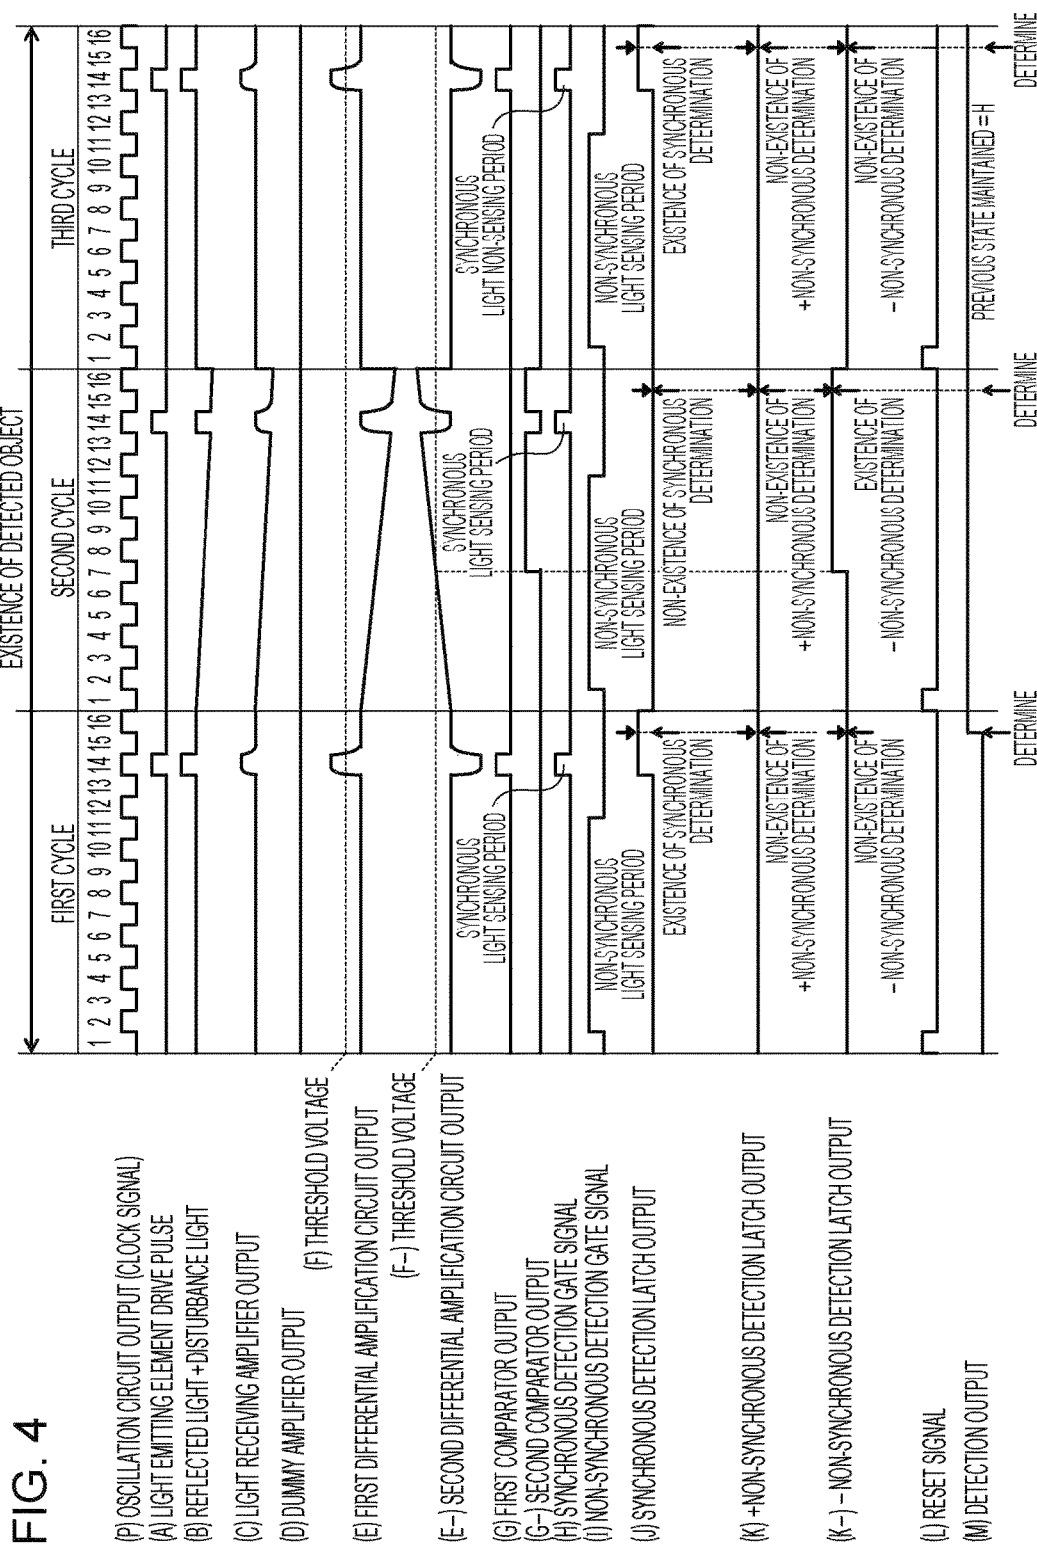 FIG. 4
EXISTENCE OF DETECTED OBJECT
FIRST CYCLE
SECOND CYCLE
THIRD CYCLE
1 2 3 4 5 6 7 8 9 10 11 12 13 14 15 16
1 2 3 4 5 6 7 8 9 10 11 12 13 14 15 16
1 2 3 4 5 6 7 8 9 10 11 12 13 14 15 16
(P) OSCILLATION CIRCUIT OUTPUT (CLOCK SIGNAL)
(A) LIGHT EMITTING ELEMENT DRIVE PULSE
(B) REFLECTED LIGHT + DISTURBANCE LIGHT
(C) LIGHT RECEIVING AMPLIFIER OUTPUT
(D) DUMMY AMPLIFIER OUTPUT
(F) THRESHOLD VOLTAGE
(E) FIRST DIFFERENTIAL AMPLIFICATION CIRCUIT OUTPUT
(F−) THRESHOLD VOLTAGE
(E−) SECOND DIFFERENTIAL AMPLIFICATION CIRCUIT OUTPUT
SYNCHRONOUS
LIGHT SENSING PERIOD
SYNCHRONOUS
LIGHT SENSING PERIOD
SYNCHRONOUS
LIGHT NON-SENSING PERIOD
(G) FIRST COMPARATOR OUTPUT
(G−) SECOND COMPARATOR OUTPUT
(H) SYNCHRONOUS DETECTION GATE SIGNAL
(I) NON-SYNCHRONOUS DETECTION GATE SIGNAL
NON-SYNCHRONOUS
LIGHT SENSING PERIOD
NON-SYNCHRONOUS
LIGHT SENSING PERIOD
NON-SYNCHRONOUS
LIGHT SENSING PERIOD
(J) SYNCHRONOUS DETECTION LATCH OUTPUT
EXISTENCE OF SYNCHRONOUS
DETERMINATION
NON-EXISTENCE OF SYNCHRONOUS
DETERMINATION
EXISTENCE OF SYNCHRONOUS
DETERMINATION
(K) +NON-SYNCHRONOUS DETECTION LATCH OUTPUT
NON-EXISTENCE OF
+NON-SYNCHRONOUS DETERMINATION
NON-EXISTENCE OF
+NON-SYNCHRONOUS DETERMINATION
NON-EXISTENCE OF
+NON-SYNCHRONOUS DETERMINATION
(K−) −NON-SYNCHRONOUS DETECTION LATCH OUTPUT
NON-EXISTENCE OF
−NON-SYNCHRONOUS DETERMINATION
EXISTENCE OF
−NON-SYNCHRONOUS DETERMINATION
NON-EXISTENCE OF
−NON-SYNCHRONOUS DETERMINATION
(L) RESET SIGNAL
(M) DETECTION OUTPUT
PREVIOUS STATE MAINTAINED=H
DETERMINE
DETERMINE
DETERMINE